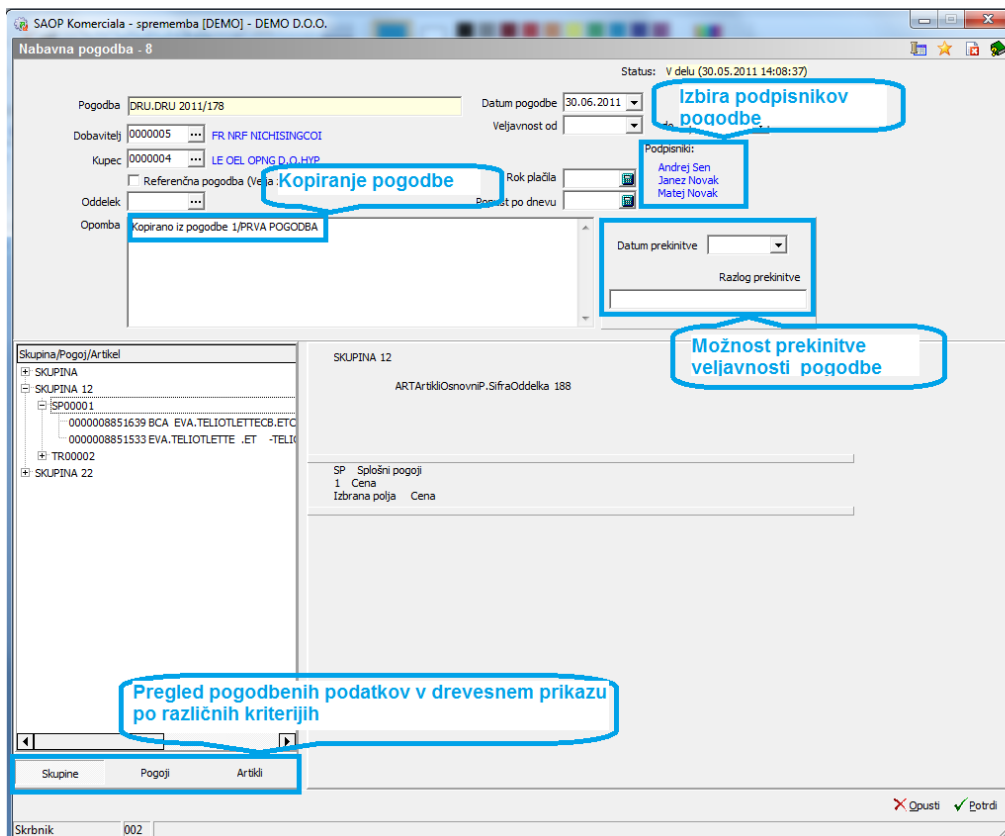 SAOP Komerciala - sprememba [DEMO] - DEMO D.O.O.
Nabavna pogodba - 8
Status: V delu (30.05.2011 14:08:37)
Pogodba DRU.DRU 2011/178
Datum pogodbe 30.06.2011
Izbira podpisnikov
pogodbe
Dobavitelj 0000005 ... FR NRF NICHISINGCOI
Veljavnost od
Kupec 0000004 ... LE OEL OPNG D.O.HYP
Podpisniki:
Andrej Sen
Janez Novak
Matej Novak
Referenčna pogodba
Kopiranje pogodbe
Rok plačila
Oddelek ...
po dnevu
Opomba Kopirano iz pogodbe 1/PRVA POGODBA
Datum prekinitve
Razlog prekinitve
Možnost prekinitve
veljavnosti pogodbe
Skupina/Pogoj/Artikel
SKUPINA
SKUPINA 12
SP00001
0000008851639 BCA EVA.TELIOTLETTECB.ETC
0000008851533 EVA.TELIOTLETTE .ET -TELI
TR00002
SKUPINA 22
SKUPINA 12
ARTArtikliOsnovniP.SifraOddelka 188
SP Splošni pogoji
1 Cena
Izbrana polja Cena
Pregled pogodbenih podatkov v drevesnem prikazu
po različnih kriterijih
Skupine Pogoji Artikli
Opusti Potrdi
Skrbnik 002